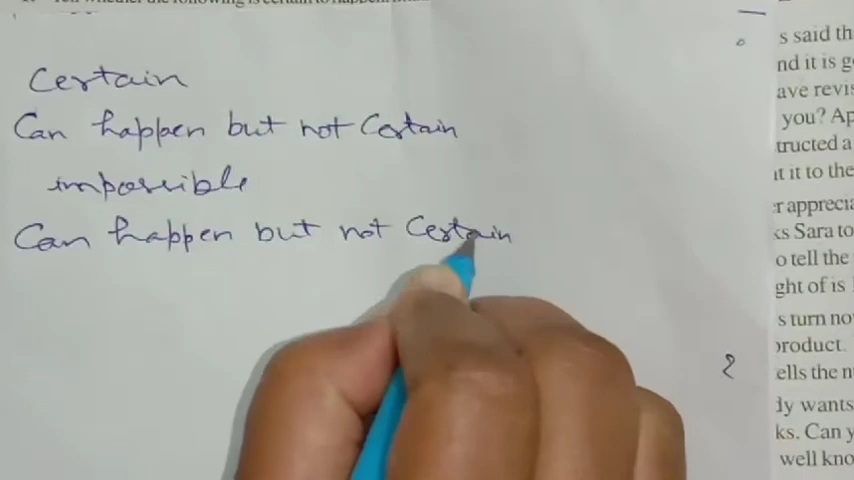 Certain
Can happen but not Certain
impossible
Can happen but not Certain
s said th
nd it is g
ave revis
you? Ap
tructed a
it to the
er apprecia
ks Sara to
o tell the
ght of is
s turn no
product.
ells the n
dy wants
ks. Can y
well kno
2